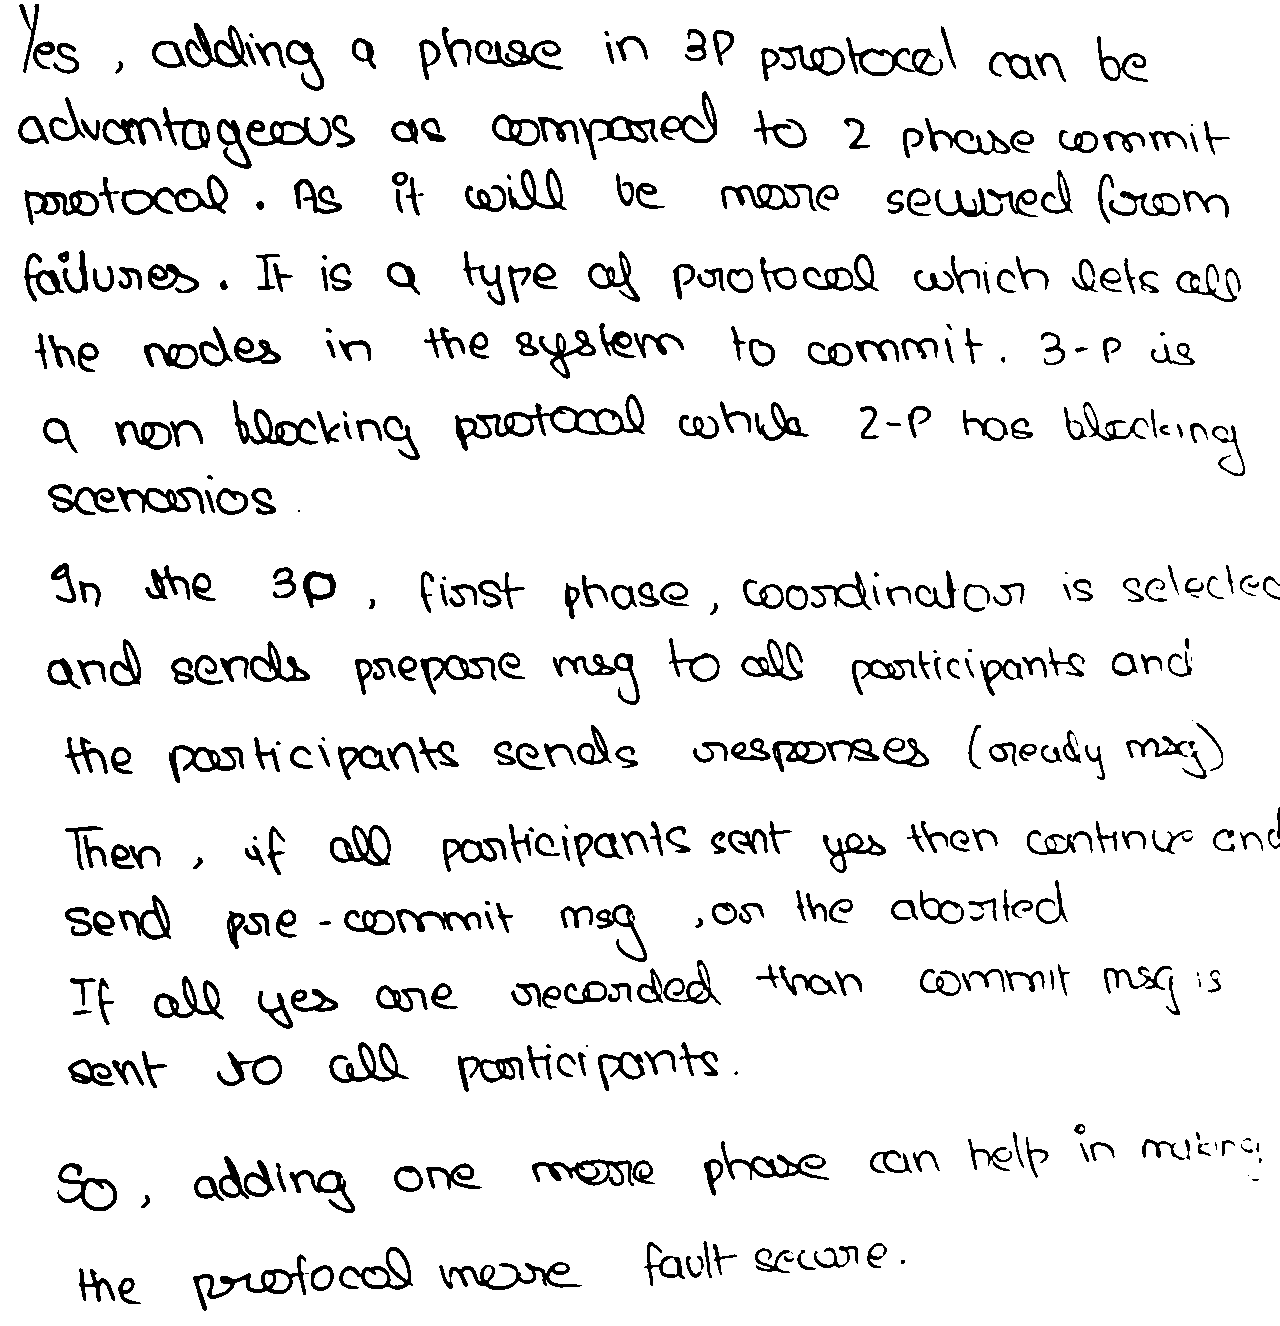 Yes, adding a phase in 3P protocol can be
advantageous as compared to 2 phase commit
protocal. As it will be more secured from
failures. It is a type of protocol which lets all
the nodes in the system to commit. 3-P is
a non blocking protocal while 2-P has blocking
scenarios.
In the 3P, first phase, coordinator is selected
and sends prepare msg to all participants and
the participants sends responses (ready msg)
Then, if all participants sent yes then continue and
send pre-commit msg, or the aborted
If all yes are recorded than commit msg is
sent to all participants.
So, adding one more phase can help in making
the protocal more fault secure.